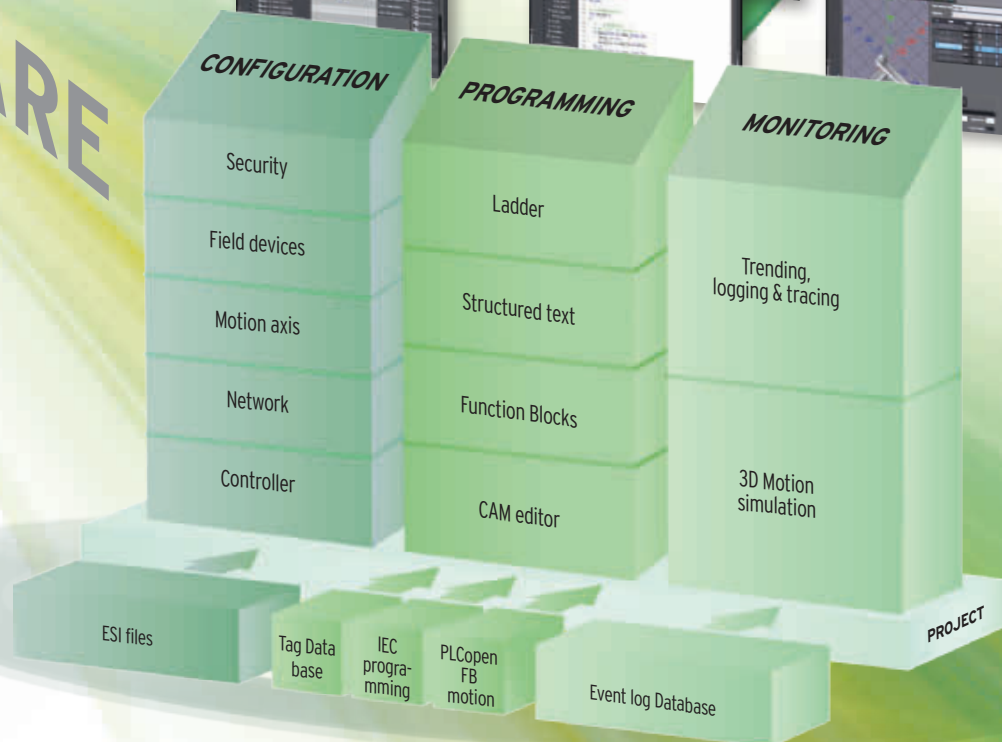 ARE
CONFIGURATION
Security
Field devices
Motion axis
Network
Controller
PROGRAMMING
Ladder
Structured text
Function Blocks
CAM editor
MONITORING
Trending,
logging & tracing
3D Motion
simulation
ESI files
Tag Data
base
IEC
progra-
mming
PLCopen
FB
motion
Event log Database
PROJECT